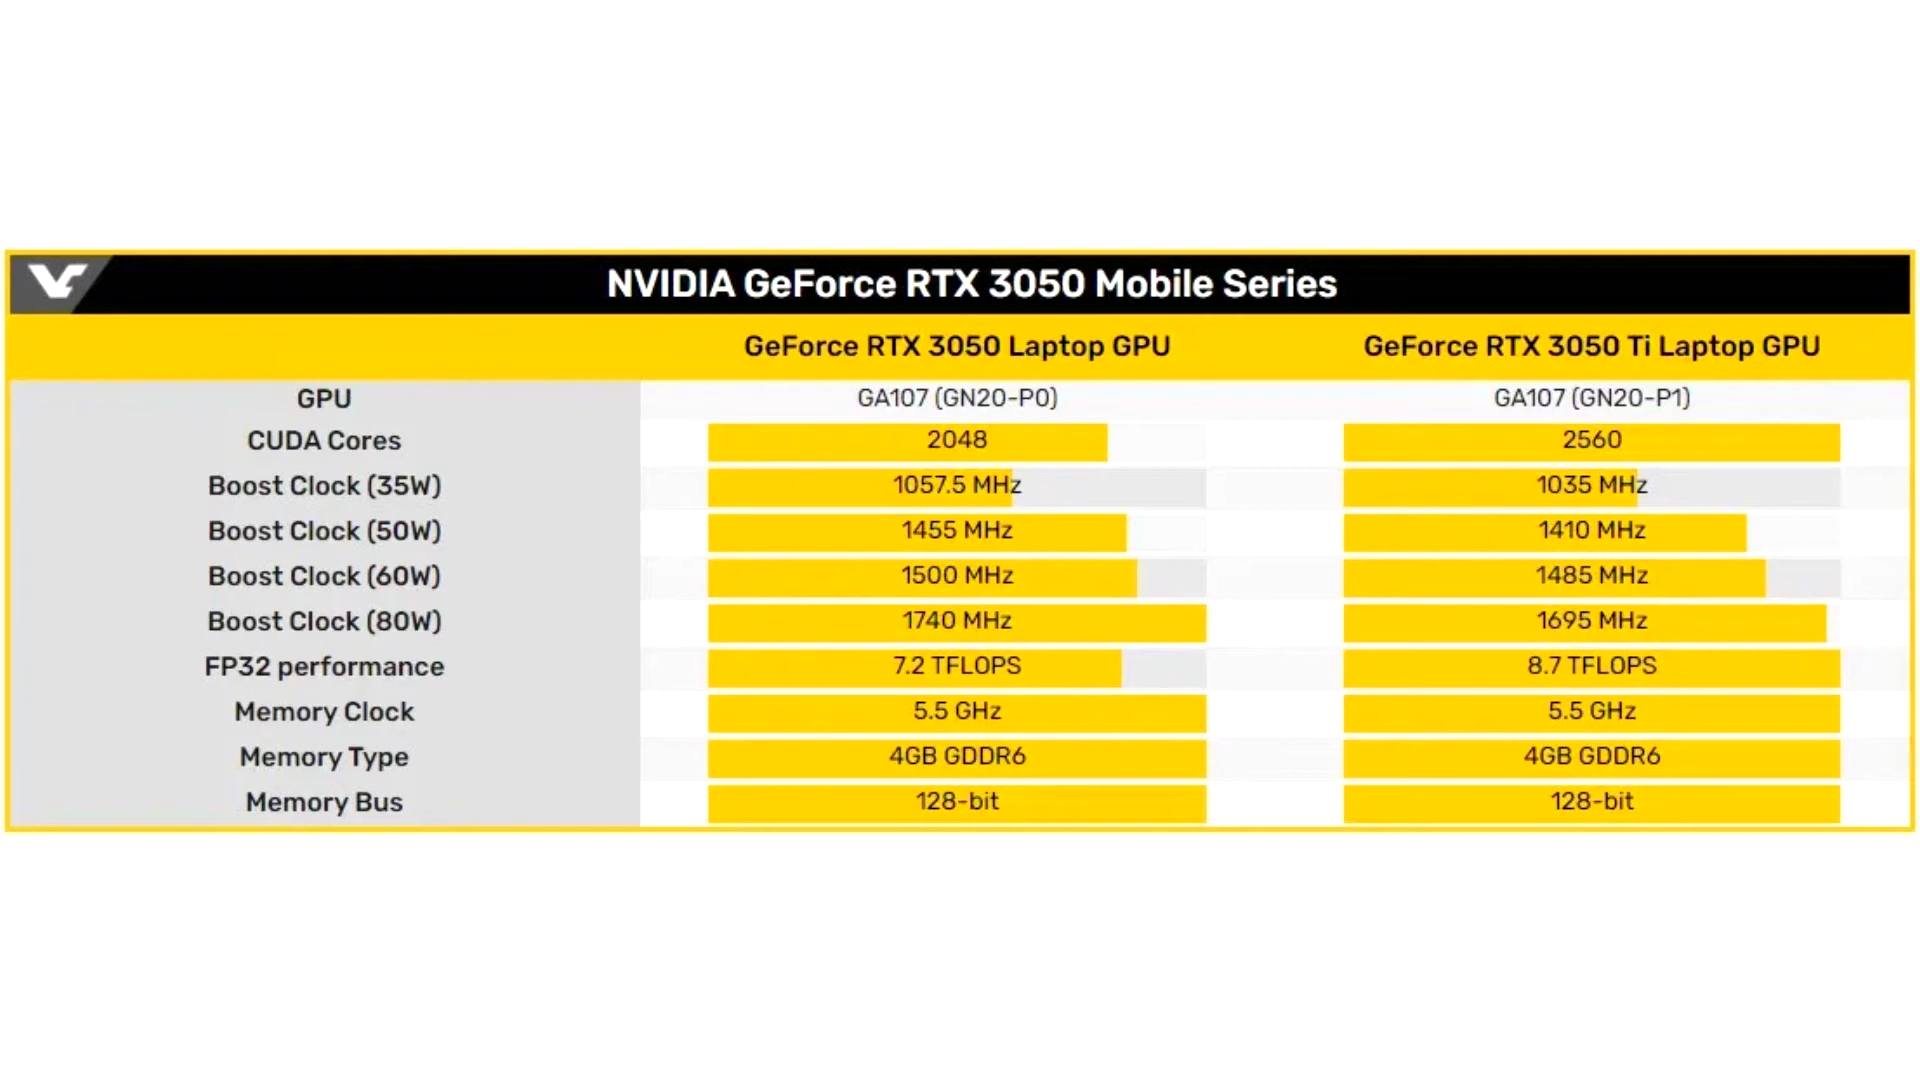 NVIDIA GeForce RTX 3050 Mobile Series
GeForce RTX 3050 Laptop GPU GeForce RTX 3050 Ti Laptop GPU
GPU GA107 (GN20-P0) GA107 (GN20-P1)
CUDA Cores 2048 2560
Boost Clock (35W) 1057.5 MHz 1035 MHz
Boost Clock (50W) 1455 MHz 1410 MHz
Boost Clock (60W) 1500 MHz 1485 MHz
Boost Clock (80W) 1740 MHz 1695 MHz
FP32 performance 7.2 TFLOPS 8.7 TFLOPS
Memory Clock 5.5 GHz 5.5 GHz
Memory Type 4GB GDDR6 4GB GDDR6
Memory Bus 128-bit 128-bit